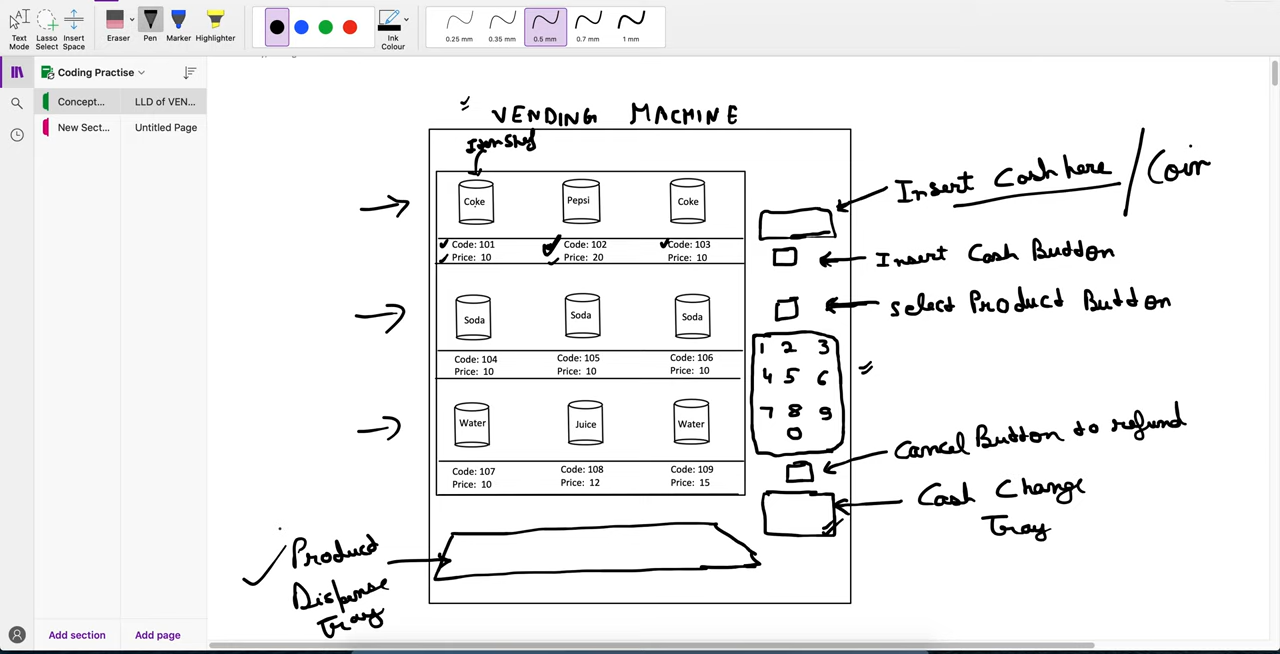 Text Mode
Lasso Select
Insert Space
Eraser
Pen
Marker
Highlighter
Ink Colour
0.25 mm
0.35 mm
0.5 mm
0.7 mm
1 mm
Coding Practise
Concept...
LLD of VEN...
New Sect...
Untitled Page
Add section
Add page
VENDING MACHINE
Item Shelf
Coke Pepsi Coke
Code: 101 Code: 102 Code: 103
Price: 10 Price: 20 Price: 10
Soda Soda Soda
Code: 104 Code: 105 Code: 106
Price: 10 Price: 10 Price: 10
Water Juice Water
Code: 107 Code: 108 Code: 109
Price: 10 Price: 12 Price: 15
Insert Cash here / Coin
Insert Cash Button
Select Product Button
1 2 3
4 5 6
7 8 9
0
Cancel Button to refund
Cash Change
Tray
Product
Dispense
Tray